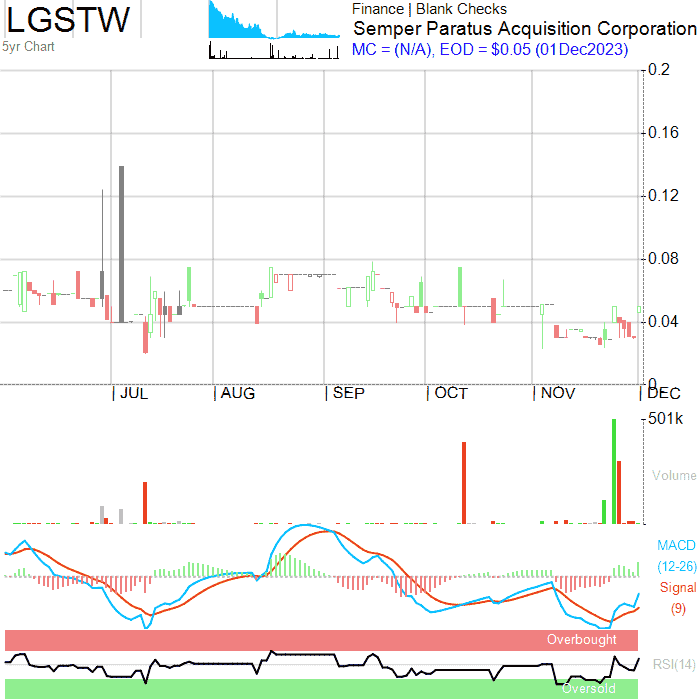 LGSTW
5yr Chart
Finance | Blank Checks
Semper Paratus Acquisition Corporation
MC = (N/A), EOD = $0.05 (01Dec2023)
0.2
0.16
0.12
0.08
0.04
0
| JUL | AUG | SEP | OCT | NOV | DEC
501k
Volume
MACD
(12-26)
Signal
(9)
Overbought
RSI(14)
Oversold